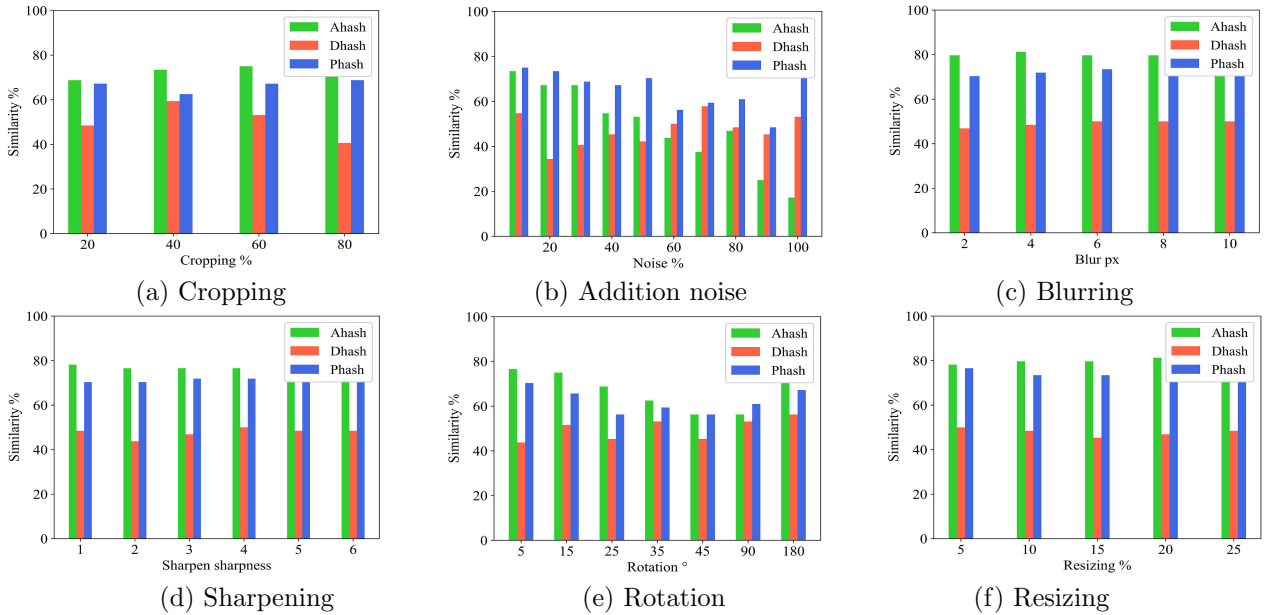 100
80
60
40
20
0
Similarity %
20 40 60 80
Cropping %
Ahash
Dhash
Phash
(a) Cropping
100
80
60
40
20
0
Similarity %
20 40 60 80 100
Noise %
Ahash
Dhash
Phash
(b) Addition noise
100
80
60
40
20
0
Similarity %
2 4 6 8 10
Blur px
Ahash
Dhash
Phash
(c) Blurring
100
80
60
40
20
0
Similarity %
1 2 3 4 5 6
Sharpen sharpness
Ahash
Dhash
Phash
(d) Sharpening
100
80
60
40
20
0
Similarity %
5 15 25 35 45 90 180
Rotation °
Ahash
Dhash
Phash
(e) Rotation
100
80
60
40
20
0
Similarity %
5 10 15 20 25
Resizing %
Ahash
Dhash
Phash
(f) Resizing